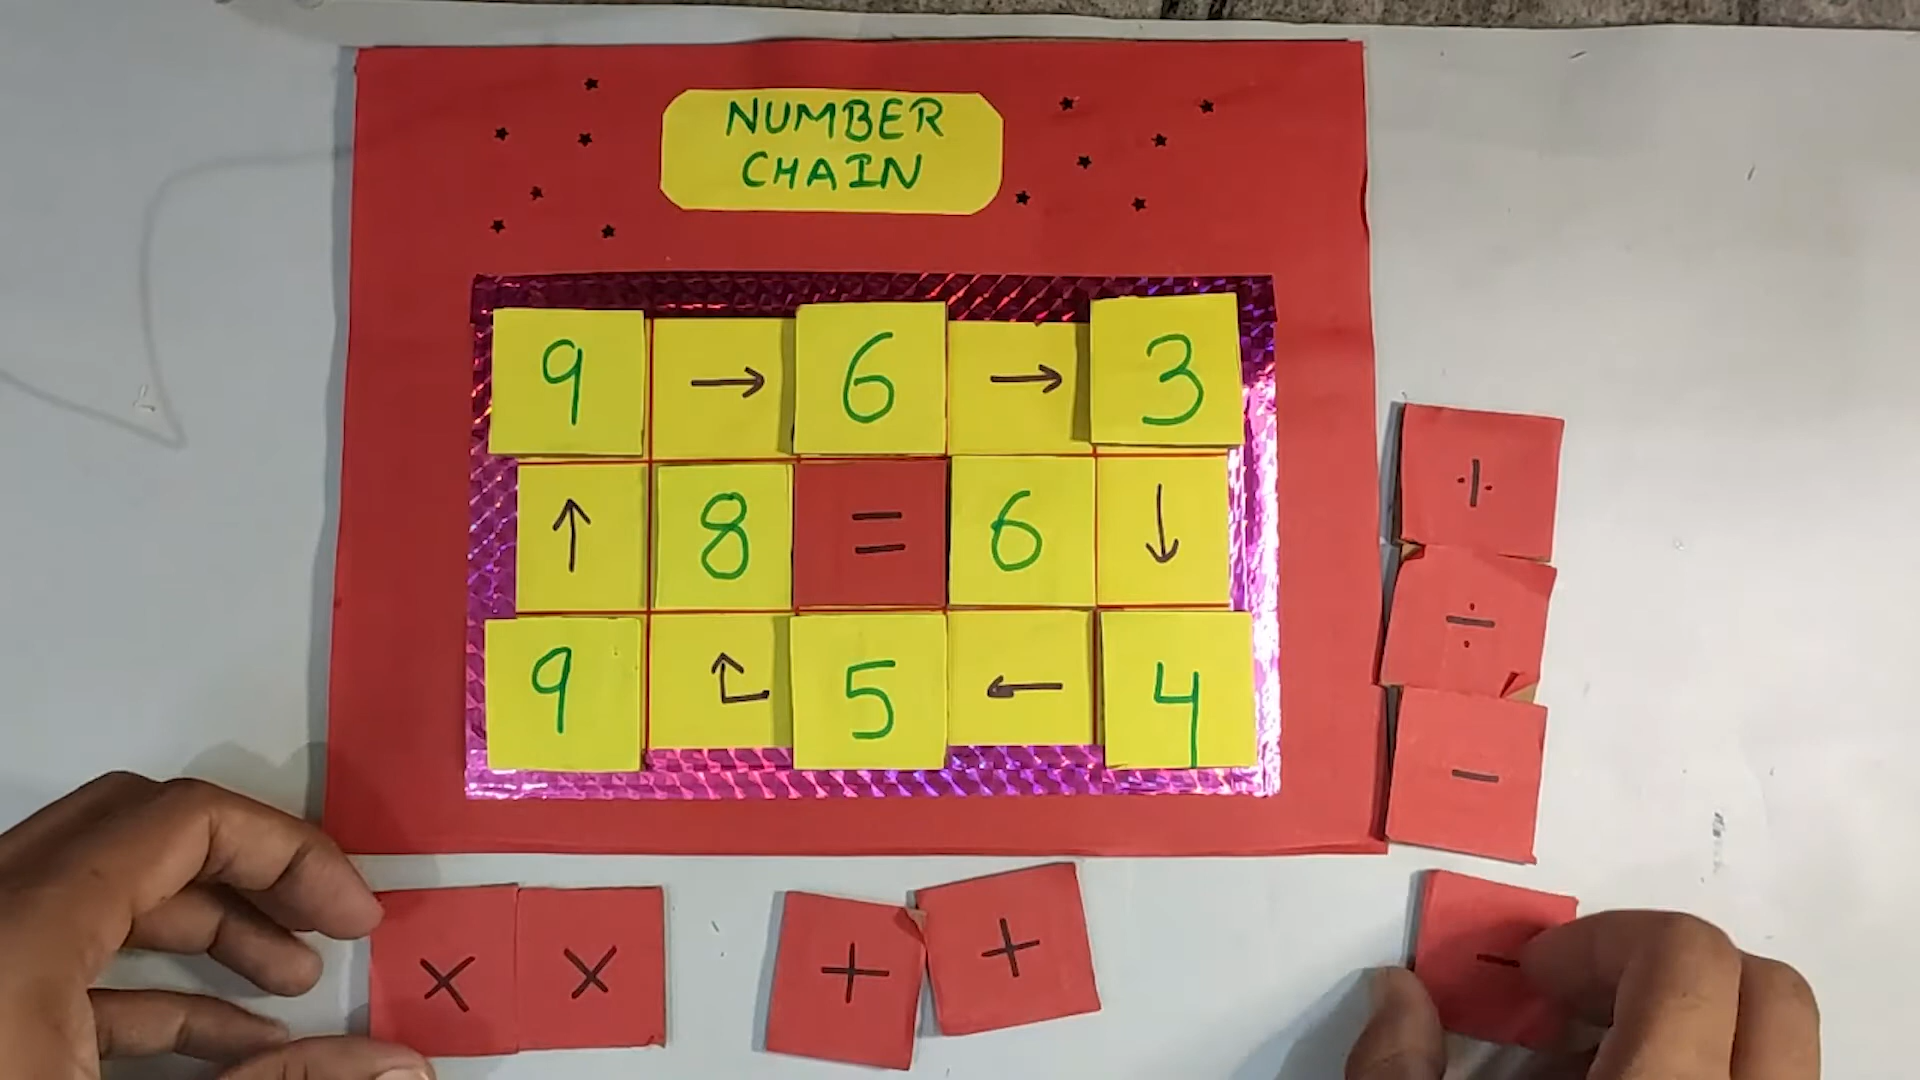 NUMBER
CHAIN
9 → 6 → 3
↑ 8 = 6 ↓
9 ↑ 5 ← 4
÷
÷
−
× × + + −